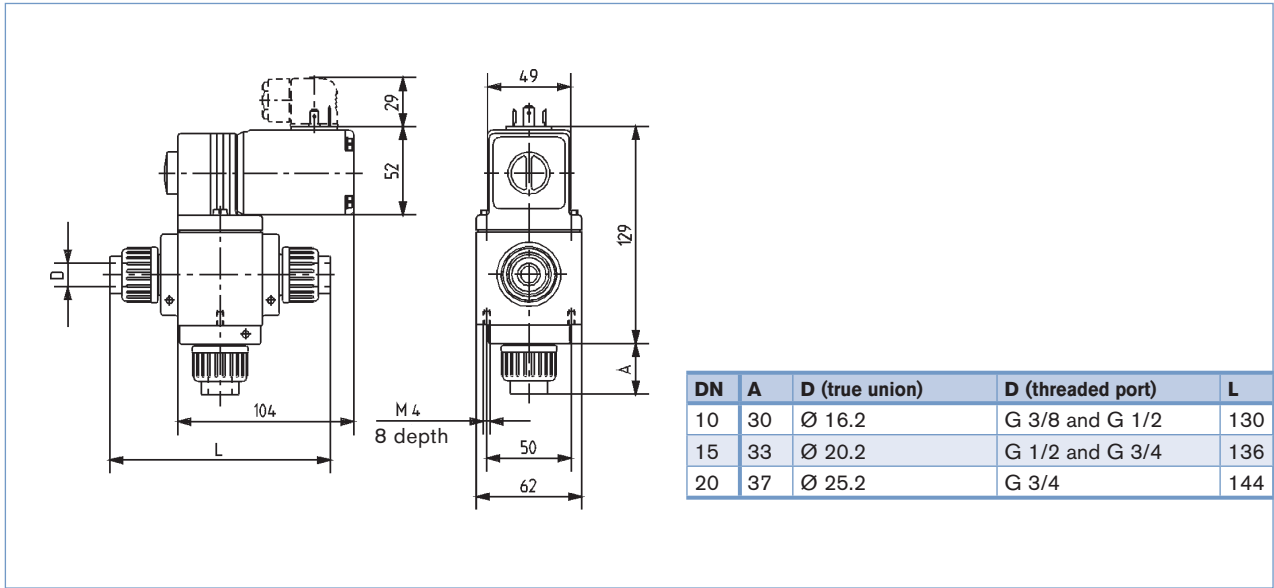 49
29
52
129
D
A
104
M 4
8 depth
L
50
62
DN A D (true union) D (threaded port) L
10 30 Ø 16.2 G 3/8 and G 1/2 130
15 33 Ø 20.2 G 1/2 and G 3/4 136
20 37 Ø 25.2 G 3/4 144